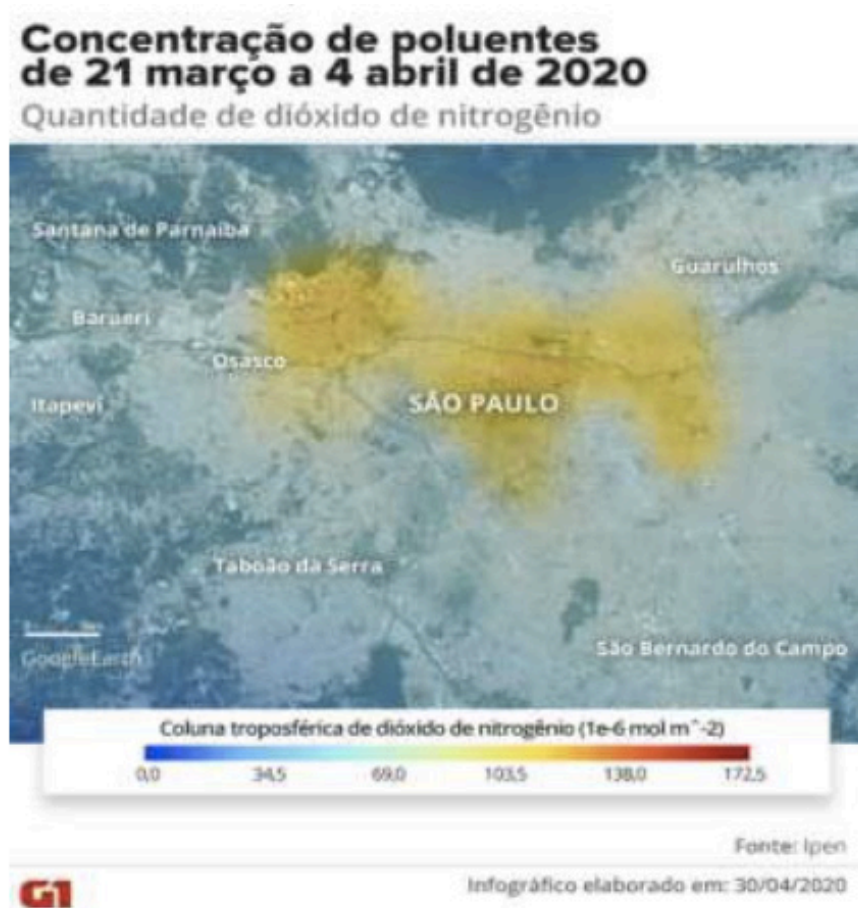 Concentração de poluentes
de 21 março a 4 abril de 2020
Quantidade de dióxido de nitrogênio
Santana de Parnaíba
Guarulhos
Barueri
Osasco
Itapevi
SÃO PAULO
Taboão da Serra
São Bernardo do Campo
GoogleEarth
Coluna troposférica de dióxido de nitrogênio (1e-6 mol m^-2)
0,0 34,5 69,0 103,5 138,0 172,5
Fonte: Ipen
G1
Infográfico elaborado em: 30/04/2020